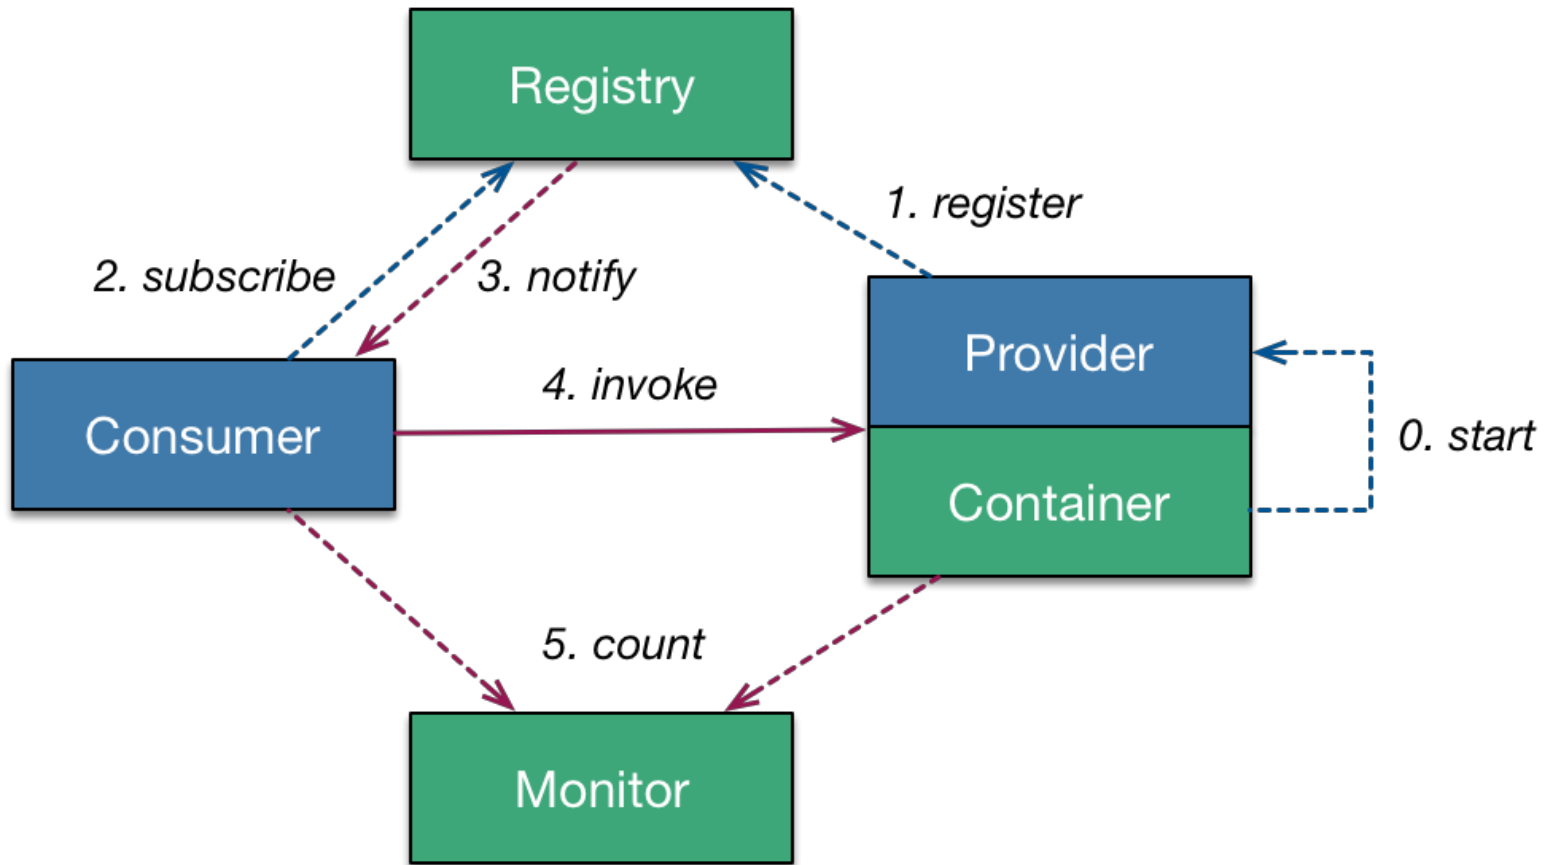 Registry
1. register
2. subscribe
3. notify
Provider
4. invoke
Consumer
0. start
Container
5. count
Monitor